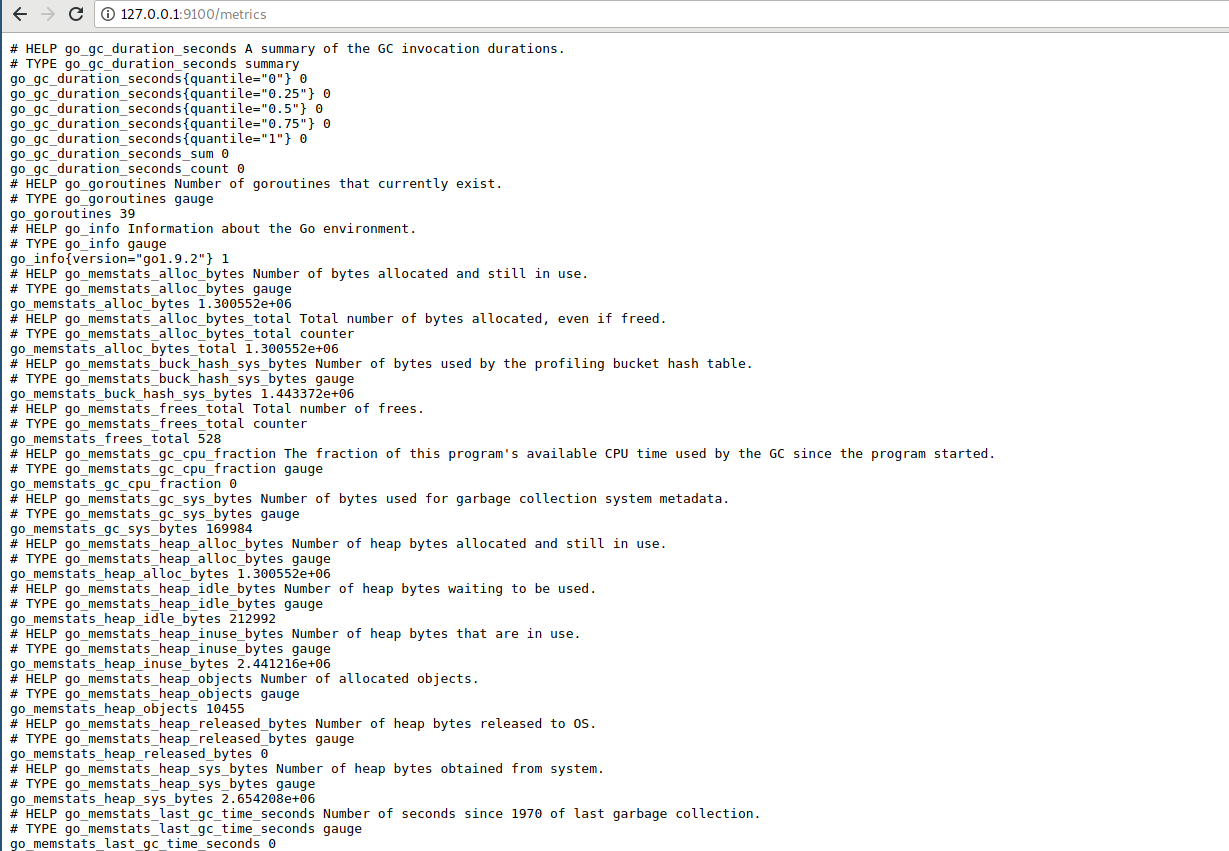 127.0.0.1:9100/metrics
# HELP go_gc_duration_seconds A summary of the GC invocation durations.
# TYPE go_gc_duration_seconds summary
go_gc_duration_seconds{quantile="0"} 0
go_gc_duration_seconds{quantile="0.25"} 0
go_gc_duration_seconds{quantile="0.5"} 0
go_gc_duration_seconds{quantile="0.75"} 0
go_gc_duration_seconds{quantile="1"} 0
go_gc_duration_seconds_sum 0
go_gc_duration_seconds_count 0
# HELP go_goroutines Number of goroutines that currently exist.
# TYPE go_goroutines gauge
go_goroutines 39
# HELP go_info Information about the Go environment.
# TYPE go_info gauge
go_info{version="go1.9.2"} 1
# HELP go_memstats_alloc_bytes Number of bytes allocated and still in use.
# TYPE go_memstats_alloc_bytes gauge
go_memstats_alloc_bytes 1.300552e+06
# HELP go_memstats_alloc_bytes_total Total number of bytes allocated, even if freed.
# TYPE go_memstats_alloc_bytes_total counter
go_memstats_alloc_bytes_total 1.300552e+06
# HELP go_memstats_buck_hash_sys_bytes Number of bytes used by the profiling bucket hash table.
# TYPE go_memstats_buck_hash_sys_bytes gauge
go_memstats_buck_hash_sys_bytes 1.443372e+06
# HELP go_memstats_frees_total Total number of frees.
# TYPE go_memstats_frees_total counter
go_memstats_frees_total 528
# HELP go_memstats_gc_cpu_fraction The fraction of this program's available CPU time used by the GC since the program started.
# TYPE go_memstats_gc_cpu_fraction gauge
go_memstats_gc_cpu_fraction 0
# HELP go_memstats_gc_sys_bytes Number of bytes used for garbage collection system metadata.
# TYPE go_memstats_gc_sys_bytes gauge
go_memstats_gc_sys_bytes 169984
# HELP go_memstats_heap_alloc_bytes Number of heap bytes allocated and still in use.
# TYPE go_memstats_heap_alloc_bytes gauge
go_memstats_heap_alloc_bytes 1.300552e+06
# HELP go_memstats_heap_idle_bytes Number of heap bytes waiting to be used.
# TYPE go_memstats_heap_idle_bytes gauge
go_memstats_heap_idle_bytes 212992
# HELP go_memstats_heap_inuse_bytes Number of heap bytes that are in use.
# TYPE go_memstats_heap_inuse_bytes gauge
go_memstats_heap_inuse_bytes 2.441216e+06
# HELP go_memstats_heap_objects Number of allocated objects.
# TYPE go_memstats_heap_objects gauge
go_memstats_heap_objects 10455
# HELP go_memstats_heap_released_bytes Number of heap bytes released to OS.
# TYPE go_memstats_heap_released_bytes gauge
go_memstats_heap_released_bytes 0
# HELP go_memstats_heap_sys_bytes Number of heap bytes obtained from system.
# TYPE go_memstats_heap_sys_bytes gauge
go_memstats_heap_sys_bytes 2.654208e+06
# HELP go_memstats_last_gc_time_seconds Number of seconds since 1970 of last garbage collection.
# TYPE go_memstats_last_gc_time_seconds gauge
go_memstats_last_gc_time_seconds 0